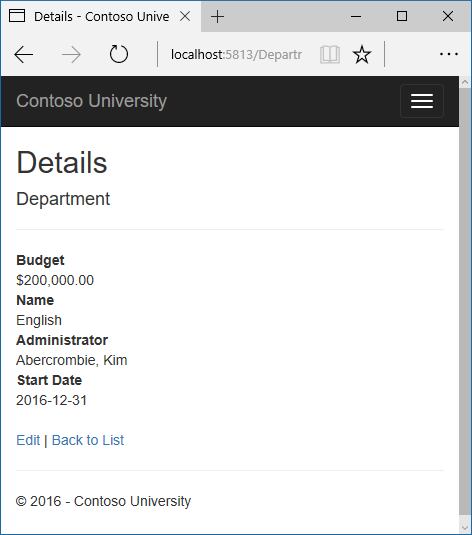 Details - Contoso Unive
localhost:5813/Departr
Contoso University
Details
Department
Budget
$200,000.00
Name
English
Administrator
Abercrombie, Kim
Start Date
2016-12-31
Edit | Back to List
© 2016 - Contoso University